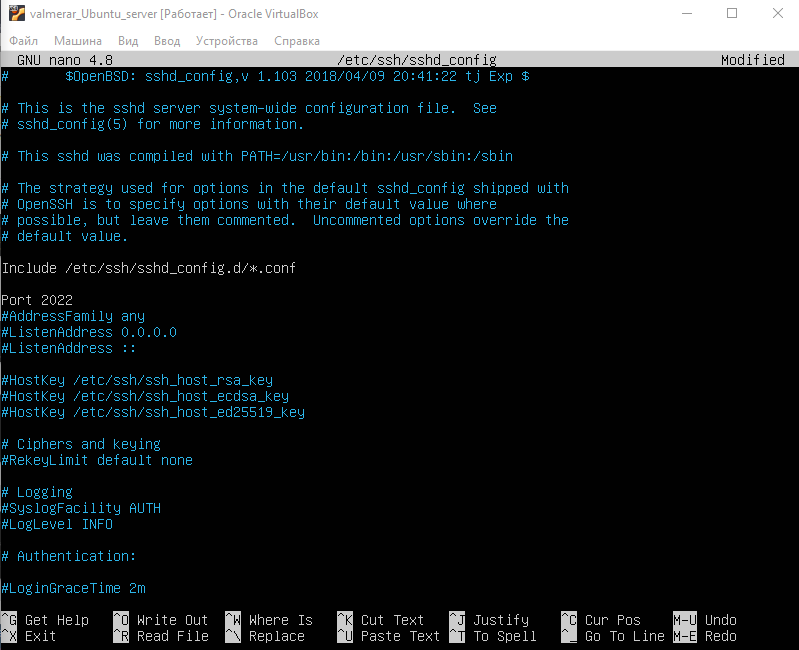 valmerar_Ubuntu_server [Работает] - Oracle VirtualBox
Файл Машина Вид Ввод Устройства Справка
GNU nano 4.8 /etc/ssh/sshd_config Modified
# $OpenBSD: sshd_config,v 1.103 2018/04/09 20:41:22 tj Exp $
# This is the sshd server system-wide configuration file. See
# sshd_config(5) for more information.
# This sshd was compiled with PATH=/usr/bin:/bin:/usr/sbin:/sbin
# The strategy used for options in the default sshd_config shipped with
# OpenSSH is to specify options with their default value where
# possible, but leave them commented. Uncommented options override the
# default value.
Include /etc/ssh/sshd_config.d/*.conf
Port 2022
#AddressFamily any
#ListenAddress 0.0.0.0
#ListenAddress ::
#HostKey /etc/ssh/ssh_host_rsa_key
#HostKey /etc/ssh/ssh_host_ecdsa_key
#HostKey /etc/ssh/ssh_host_ed25519_key
# Ciphers and keying
#RekeyLimit default none
# Logging
#SyslogFacility AUTH
#LogLevel INFO
# Authentication:
#LoginGraceTime 2m
^G Get Help ^O Write Out ^W Where Is ^K Cut Text ^J Justify ^C Cur Pos M-U Undo
^X Exit ^R Read File ^\ Replace ^U Paste Text ^T To Spell ^_ Go To Line M-E Redo